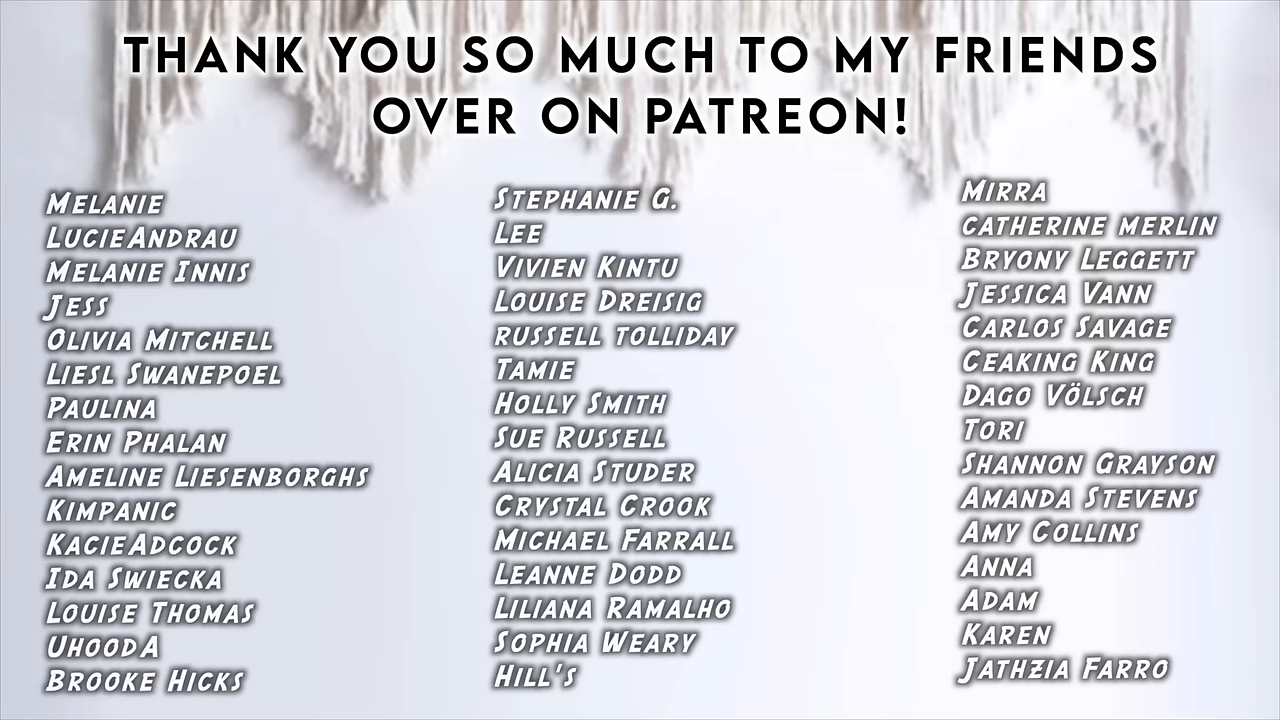 THANK YOU SO MUCH TO MY FRIENDS
OVER ON PATREON!
MELANIE
LUCIEANDRAU
MELANIE INNIS
JESS
OLIVIA MITCHELL
LIESL SWANEPOEL
PAULINA
ERIN PHALAN
AMELINE LIESENBORGHS
KIMPANIC
KACIEADCOCK
IDA SWIECKA
LOUISE THOMAS
UHOODA
BROOKE HICKS
STEPHANIE G.
LEE
VIVIEN KINTU
LOUISE DREISIG
RUSSELL TOLLIDAY
TAMIE
HOLLY SMITH
SUE RUSSELL
ALICIA STUDER
CRYSTAL CROOK
MICHAEL FARRALL
LEANNE DODD
LILIANA RAMALHO
SOPHIA WEARY
HILL'S
MIRRA
CATHERINE MERLIN
BRYONY LEGGETT
JESSICA VANN
CARLOS SAVAGE
CEAKING KING
DAGO VÖLSCH
TORI
SHANNON GRAYSON
AMANDA STEVENS
AMY COLLINS
ANNA
ADAM
KAREN
JATHZIA FARRO